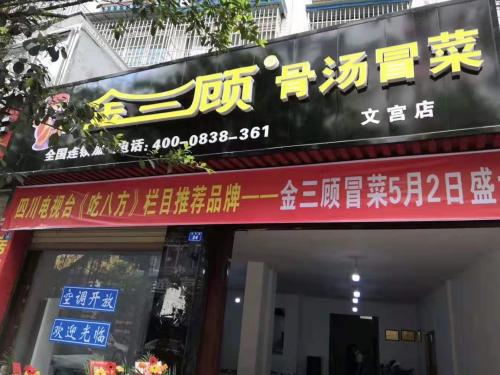 金三顾 骨汤冒菜
文宫店
全国连锁 电话:400-0838-361
四川电视台《吃八方》栏目推荐品牌——金三顾冒菜5月2日盛
空调开放
欢迎光临